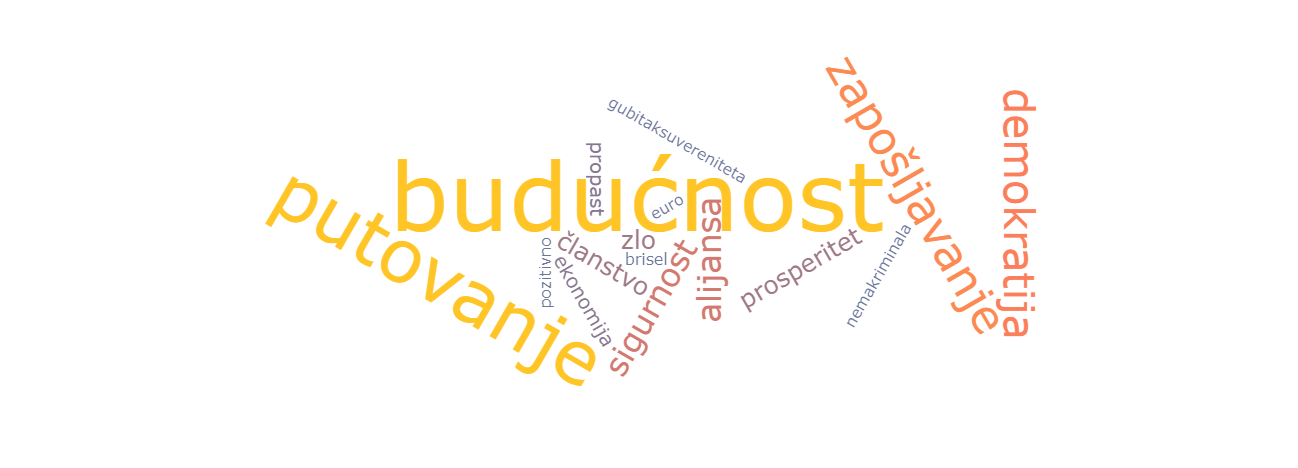 zapošljavanje
demokratija
gubitaksuvereniteta
propast
budućnost
putovanje
euro
zlo
članstvo
brisel
alijansa
sigurnost
prosperitet
nemakriminala
pozitivno
ekonomija